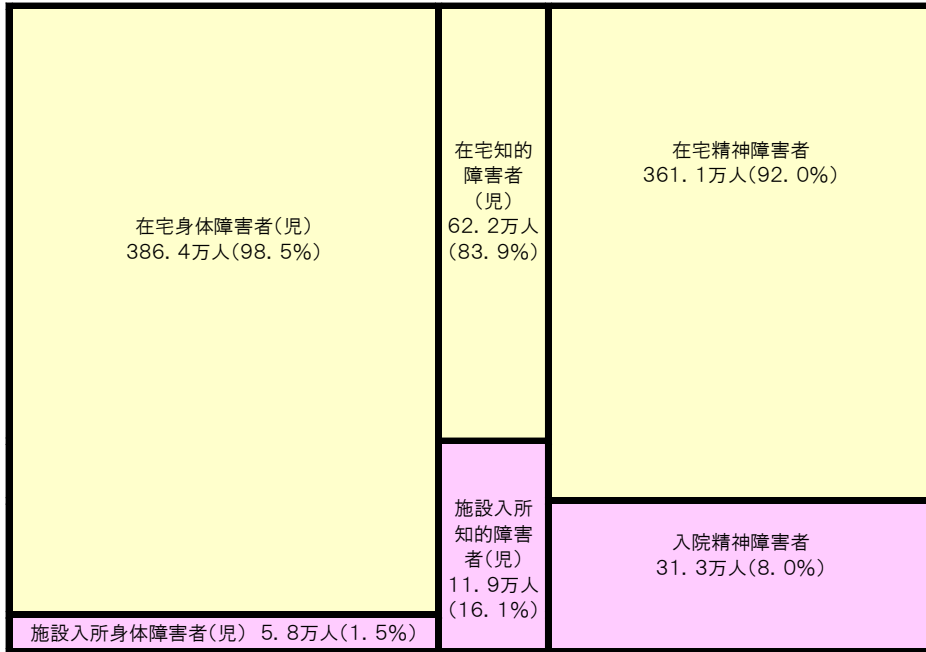 在宅身体障害者(児)
386.4万人(98.5%)
施設入所身体障害者(児) 5.8万人(1.5%)
在宅知的
障害者
(児)
62.2万人
(83.9%)
施設入所
知的障害
者(児)
11.9万人
(16.1%)
在宅精神障害者
361.1万人(92.0%)
入院精神障害者
31.3万人(8.0%)